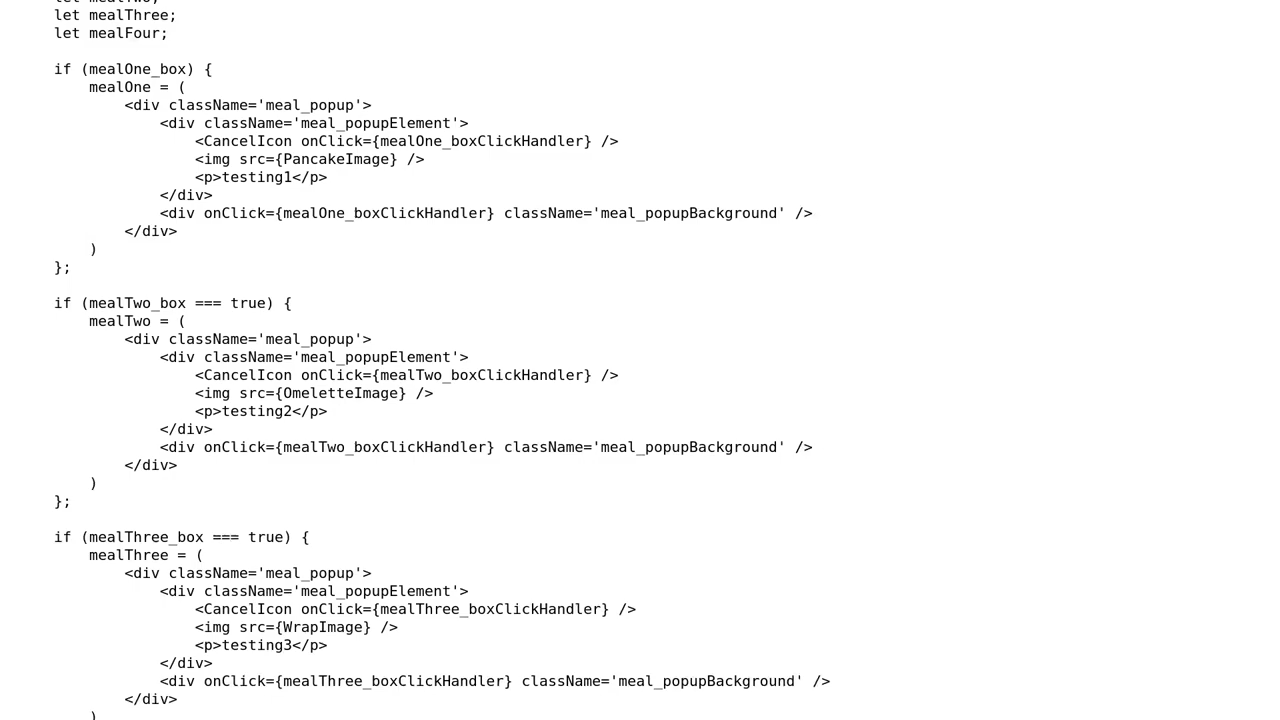 let mealTwo;
let mealThree;
let mealFour;
if (mealOne_box) {
mealOne = (
<div className='meal_popup'>
<div className='meal_popupElement'>
<CancelIcon onClick={mealOne_boxClickHandler} />
<img src={PancakeImage} />
<p>testing1</p>
</div>
<div onClick={mealOne_boxClickHandler} className='meal_popupBackground' />
</div>
)
};
if (mealTwo_box === true) {
mealTwo = (
<div className='meal_popup'>
<div className='meal_popupElement'>
<CancelIcon onClick={mealTwo_boxClickHandler} />
<img src={OmeletteImage} />
<p>testing2</p>
</div>
<div onClick={mealTwo_boxClickHandler} className='meal_popupBackground' />
</div>
)
};
if (mealThree_box === true) {
mealThree = (
<div className='meal_popup'>
<div className='meal_popupElement'>
<CancelIcon onClick={mealThree_boxClickHandler} />
<img src={WrapImage} />
<p>testing3</p>
</div>
<div onClick={mealThree_boxClickHandler} className='meal_popupBackground' />
</div>
)